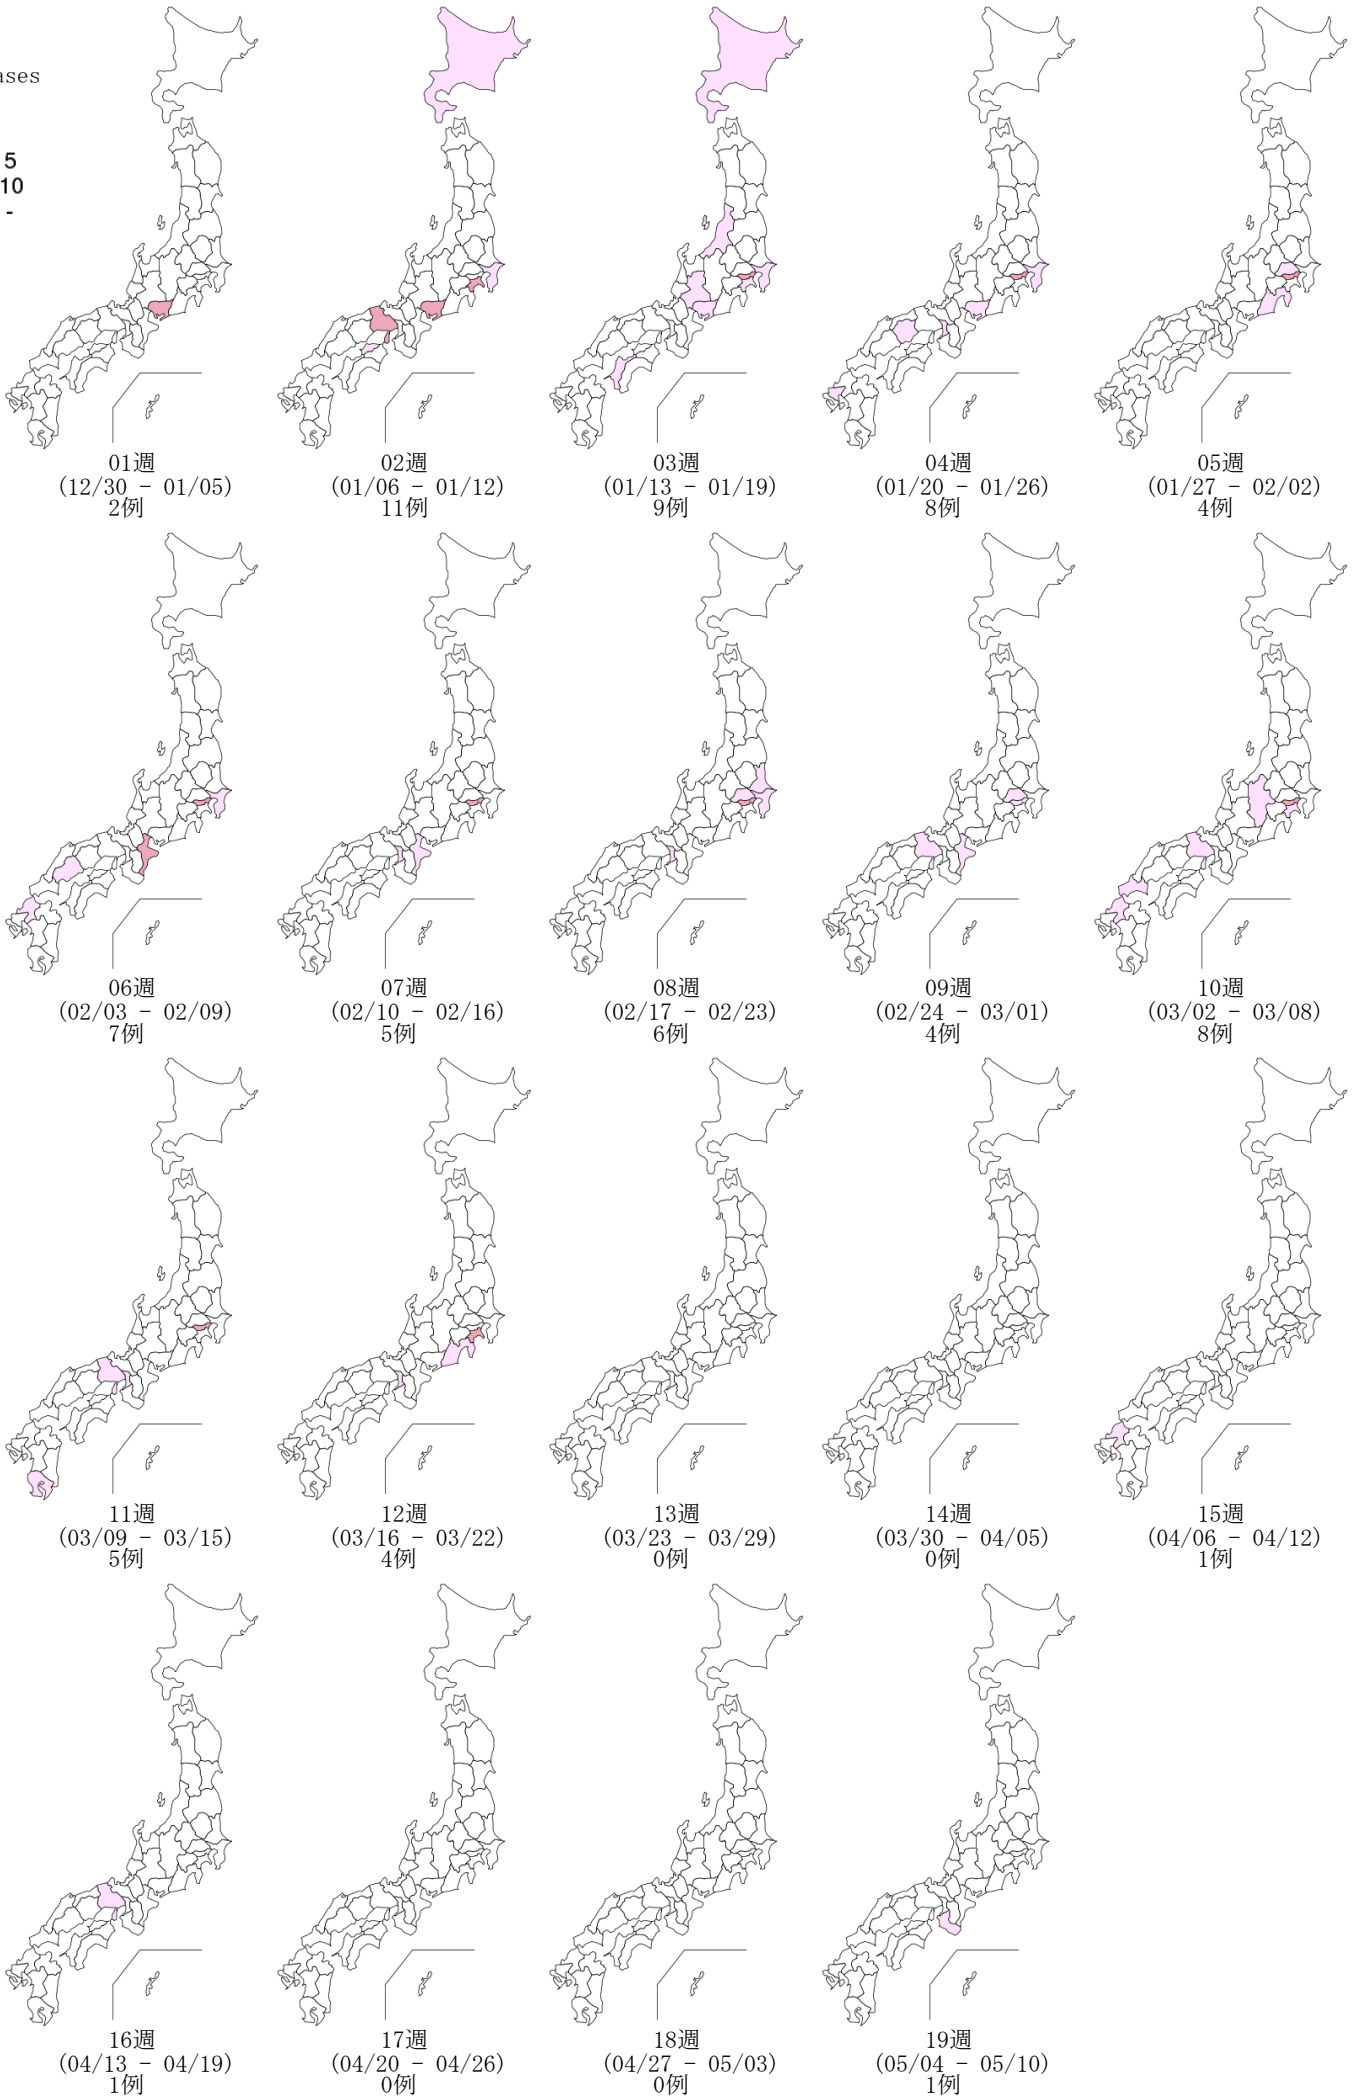 ases
5
10
-
01週
(12/30 - 01/05)
2例
02週
(01/06 - 01/12)
11例
03週
(01/13 - 01/19)
9例
04週
(01/20 - 01/26)
8例
05週
(01/27 - 02/02)
4例
06週
(02/03 - 02/09)
7例
07週
(02/10 - 02/16)
5例
08週
(02/17 - 02/23)
6例
09週
(02/24 - 03/01)
4例
10週
(03/02 - 03/08)
8例
11週
(03/09 - 03/15)
5例
12週
(03/16 - 03/22)
4例
13週
(03/23 - 03/29)
0例
14週
(03/30 - 04/05)
0例
15週
(04/06 - 04/12)
1例
16週
(04/13 - 04/19)
1例
17週
(04/20 - 04/26)
0例
18週
(04/27 - 05/03)
0例
19週
(05/04 - 05/10)
1例